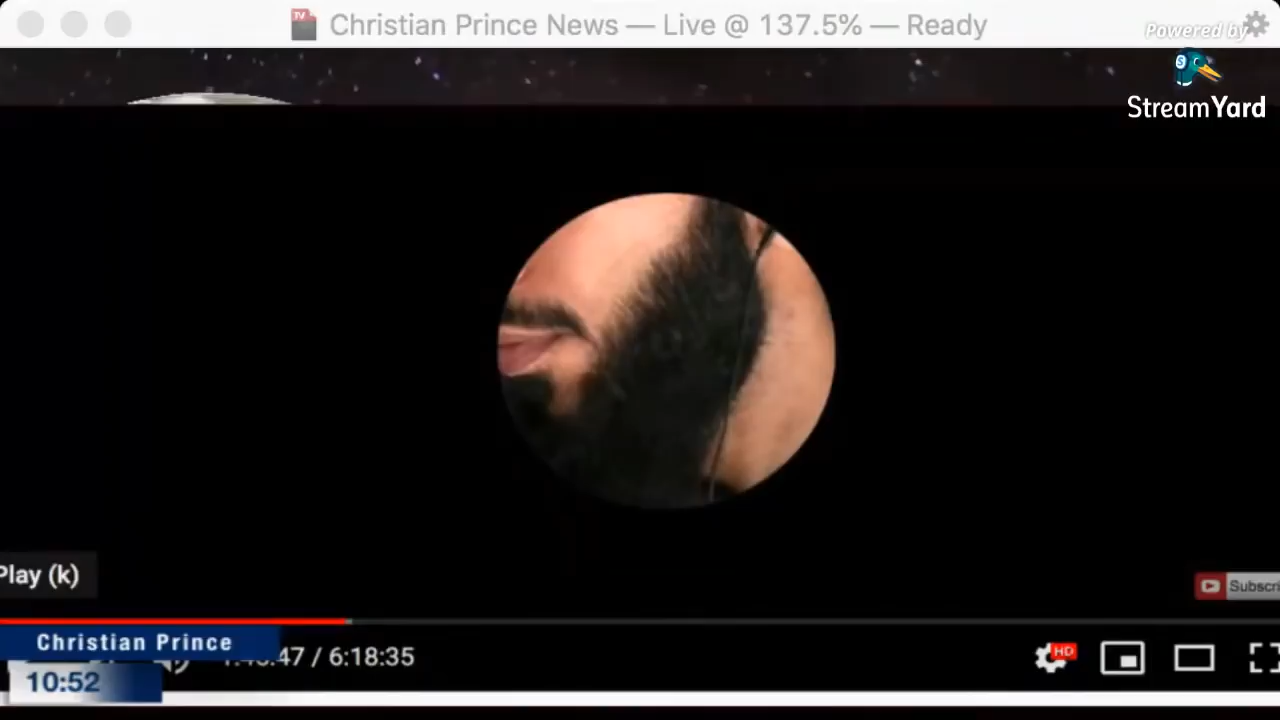 Christian Prince News — Live @ 137.5% — Ready
Powered by
StreamYard
Play (k)
Subscri
Christian Prince
/ 6:18:35
HD
10:52